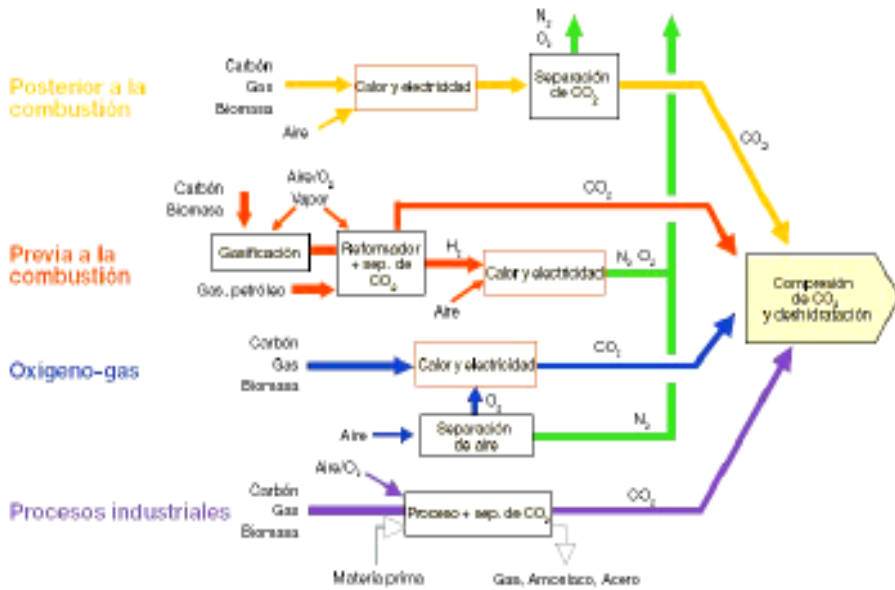 Posterior a la
combustión
Carbón
Gas
Biomasa
Aire
Calor y electricidad
Separación
de CO2
N2
O2
CO2
Previa a la
combustión
Carbón
Biomasa
Aire/O2
Vapor
Gasificación
Gas, petróleo
Reformador
+ sep. de
CO2
H2
Aire
Calor y electricidad
N2 O2
CO2
Compresión
de CO2
y deshidratación
Oxígeno-gas
Carbón
Gas
Biomasa
Calor y electricidad
CO2
O2
Aire
Separación
de aire
N2
Procesos industriales
Aire/O2
Carbón
Gas
Biomasa
Proceso + sep. de CO2
CO2
Materia prima
Gas, Amoníaco, Acero